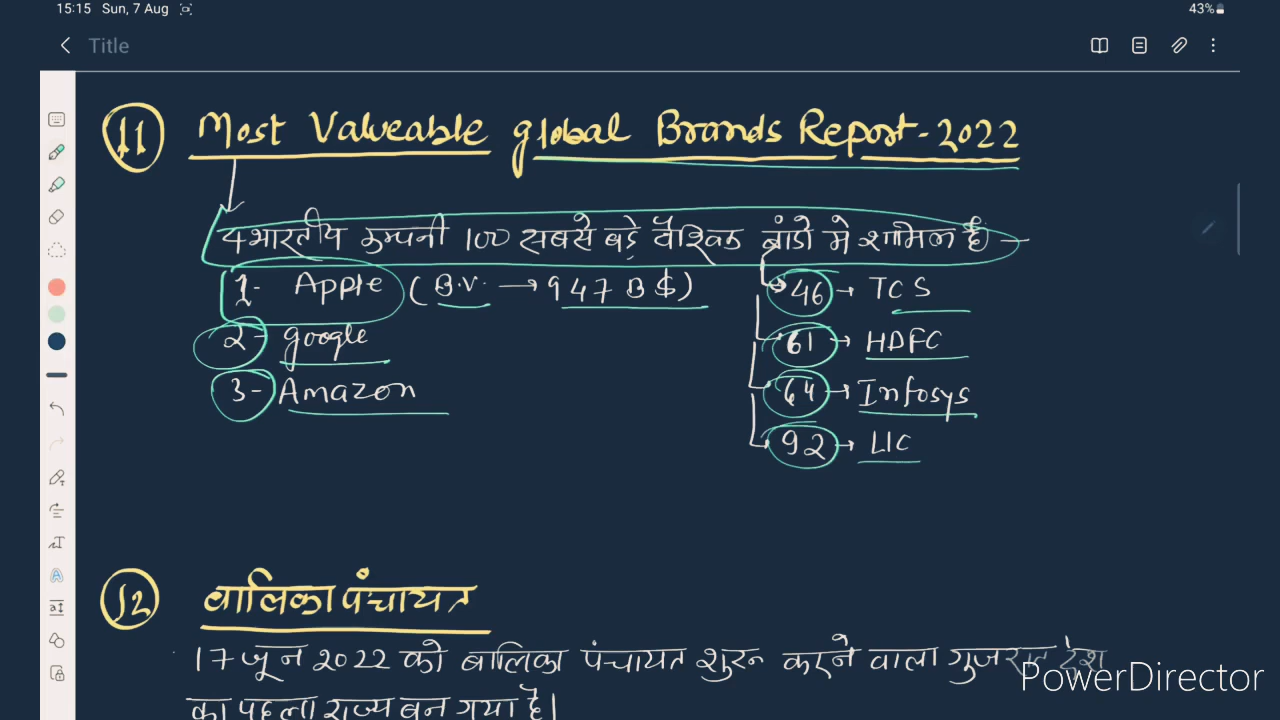 15:15 Sun, 7 Aug
43%
Title
11 Most Valueable global Brands Report-2022
4 भारतीय कम्पनी 100 सबसे बड़े वैश्विक ब्रांडो मे शामिल है
1- Apple (B.V. → 947 B $)
46 → TCS
2- google
61 → HDFC
3- Amazon
64 → Infosys
92 → LIC
12 बालिका पंचायत
17 जून 2022 को बालिका पंचायत शुरू करने वाला गुजरात देश
का पहला राज्य बन गया है।
PowerDirector